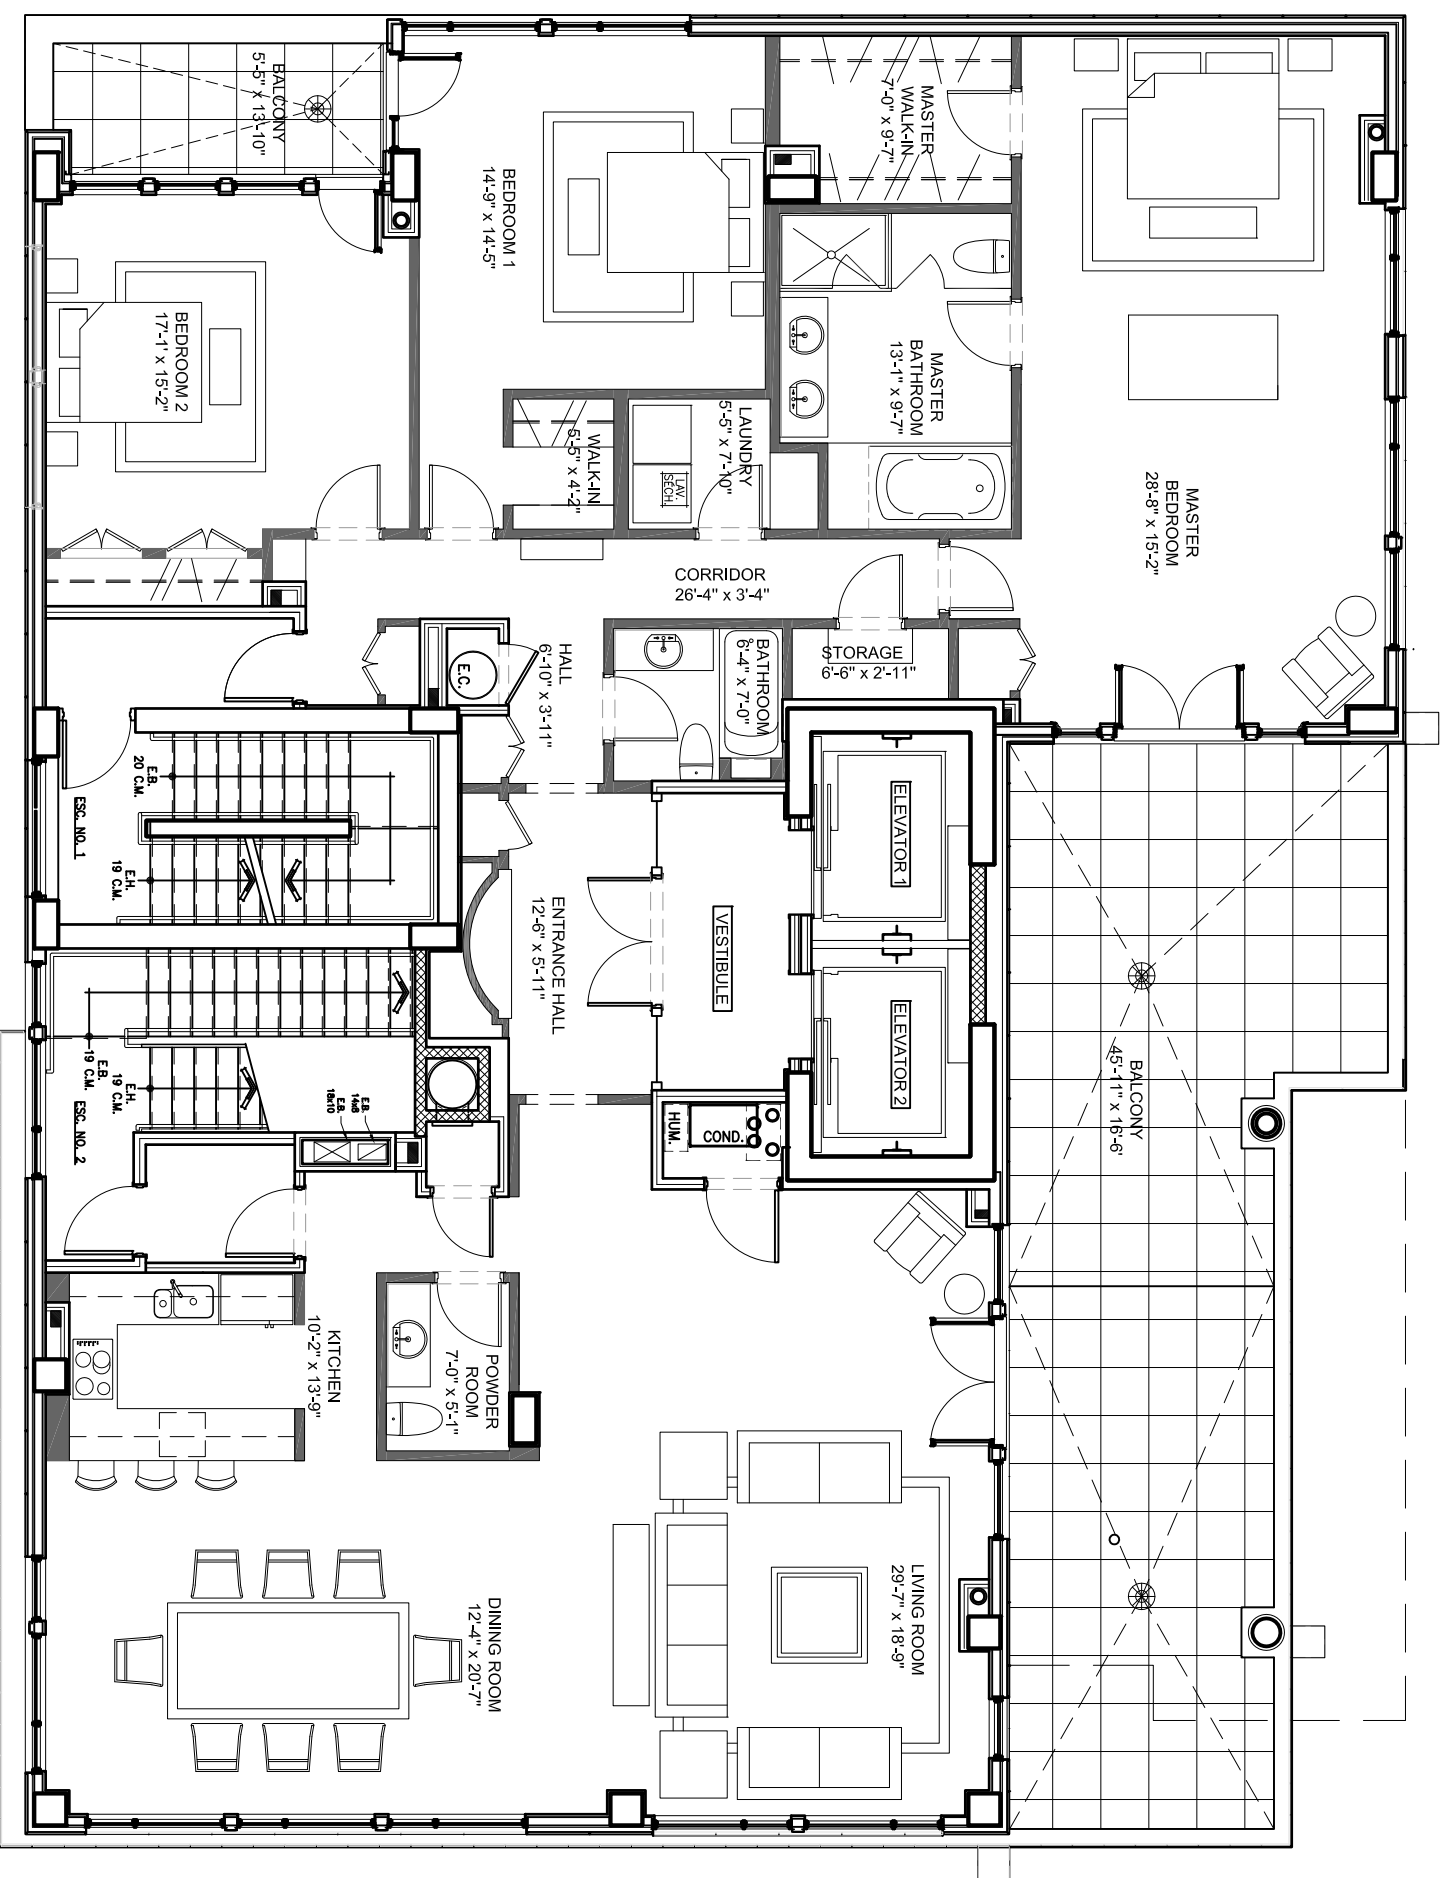 BALCONY
5'-5" x 13'-10"
MASTER
WALK-IN
7'-0" x 9'-7"
BEDROOM 1
14'-9" x 14'-5"
BEDROOM 2
17'-1' x 15'-2"
MASTER
BATHROOM
13'-1" x 9'-7"
MASTER
BEDROOM
28'-8" x 15'-2"
WALK-IN
5'-5" x 4'-2"
LAUNDRY
5'-5" x 7'-10"
LAV.
SÉCH.
CORRIDOR
26'-4" x 3'-4"
STORAGE
6'-6" x 2'-11"
BATHROOM
6'-4" x 7'-0"
HALL
6'-10" x 3'-11"
E.C.
E.B.
20 C.M.
ESC. NO. 1
E.H.
19 C.M.
ELEVATOR 1
VESTIBULE
ENTRANCE HALL
12'-6" x 5'-11"
ELEVATOR 2
BALCONY
45'-11" x 16'-6'
E.B.
19 C.M.
E.H.
19 C.M.
ESC. NO. 2
E.B.
14x8
E.B.
18x10
HUM.
COND.
KITCHEN
10'-2" x 13'-9"
POWDER
ROOM
7'-0" x 5'-1"
LIVING ROOM
29'-7" x 18'-9"
DINING ROOM
12'-4" x 20'-7"